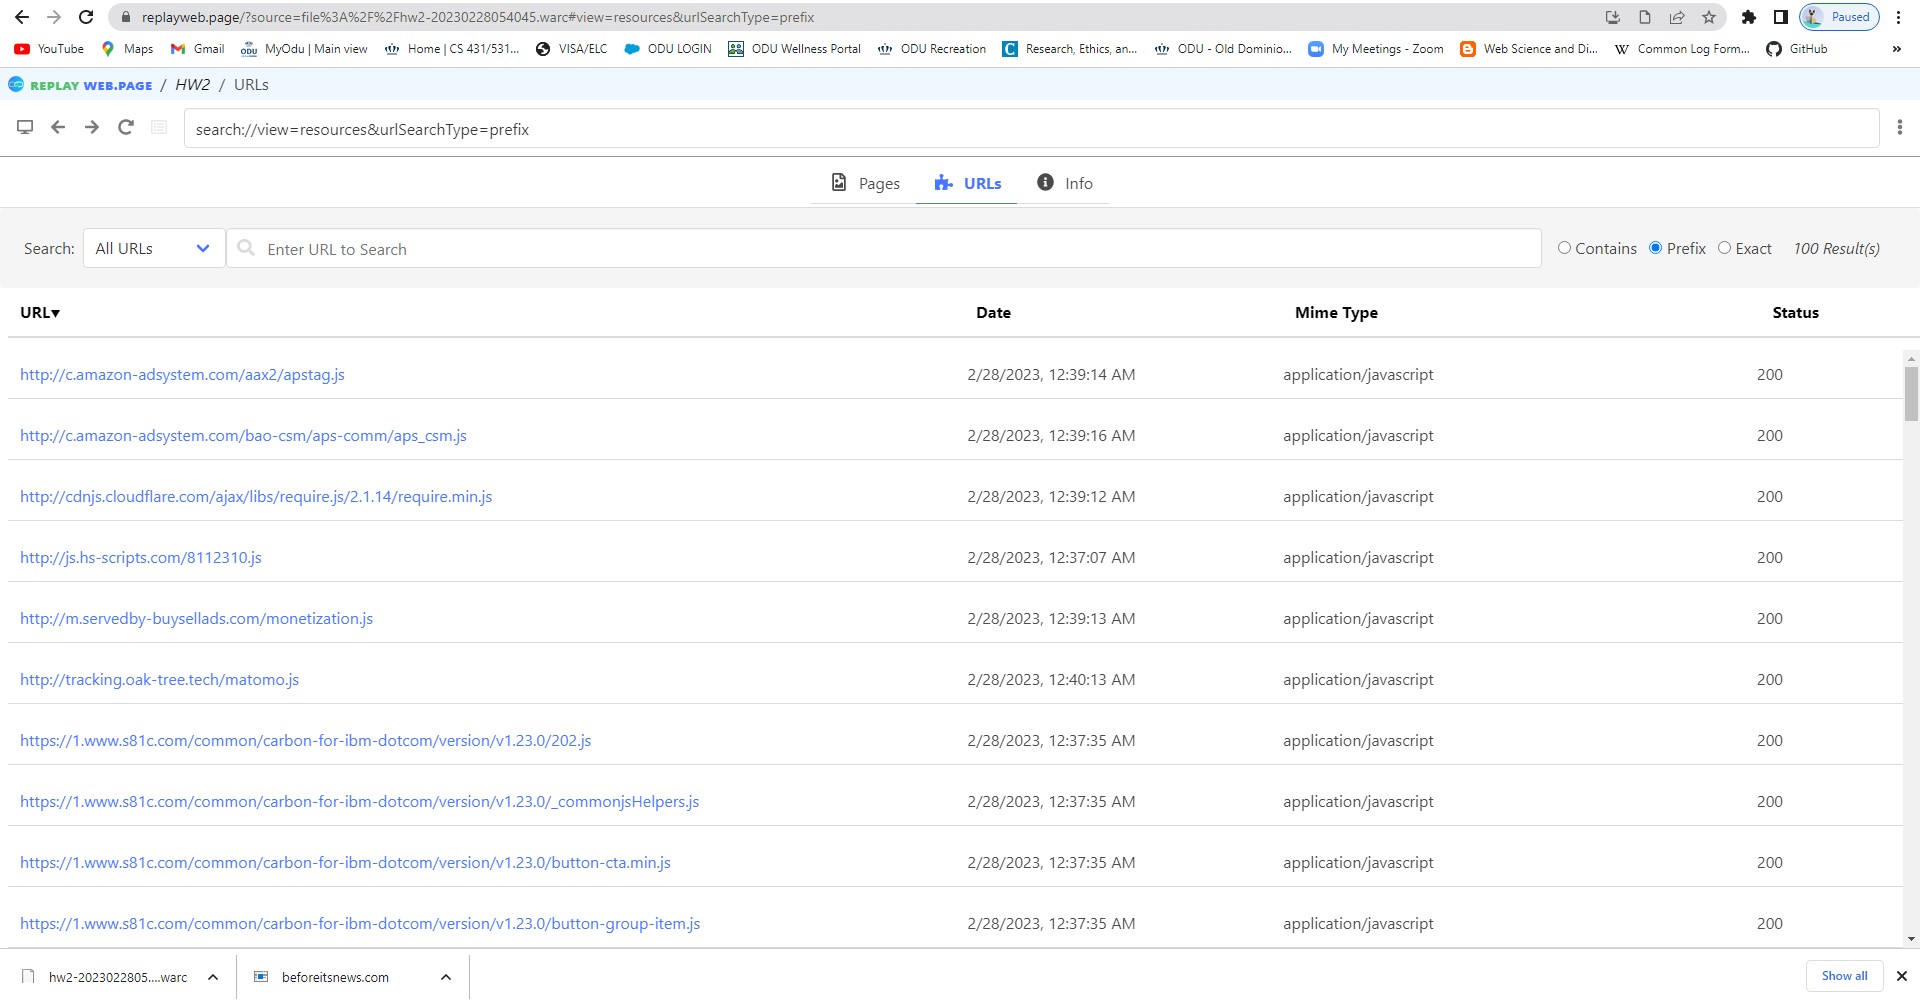 replayweb.page/?source=file%3A%2F%2Fhw2-20230228054045.warc#view=resources&urlSearchType=prefix
Paused
YouTube Maps Gmail MyOdu | Main view Home | CS 431/531... VISA/ELC ODU LOGIN ODU Wellness Portal ODU Recreation Research, Ethics, an... ODU - Old Dominio... My Meetings - Zoom Web Science and Di... Common Log Form... GitHub »
REPLAY WEB.PAGE / HW2 / URLs
search://view=resources&urlSearchType=prefix
Pages URLs Info
Search: All URLs Enter URL to Search Contains Prefix Exact 100 Result(s)
URL▾ Date Mime Type Status
http://c.amazon-adsystem.com/aax2/apstag.js 2/28/2023, 12:39:14 AM application/javascript 200
http://c.amazon-adsystem.com/bao-csm/aps-comm/aps_csm.js 2/28/2023, 12:39:16 AM application/javascript 200
http://cdnjs.cloudflare.com/ajax/libs/require.js/2.1.14/require.min.js 2/28/2023, 12:39:12 AM application/javascript 200
http://js.hs-scripts.com/8112310.js 2/28/2023, 12:37:07 AM application/javascript 200
http://m.servedby-buysellads.com/monetization.js 2/28/2023, 12:39:13 AM application/javascript 200
http://tracking.oak-tree.tech/matomo.js 2/28/2023, 12:40:13 AM application/javascript 200
https://1.www.s81c.com/common/carbon-for-ibm-dotcom/version/v1.23.0/202.js 2/28/2023, 12:37:35 AM application/javascript 200
https://1.www.s81c.com/common/carbon-for-ibm-dotcom/version/v1.23.0/_commonjsHelpers.js 2/28/2023, 12:37:35 AM application/javascript 200
https://1.www.s81c.com/common/carbon-for-ibm-dotcom/version/v1.23.0/button-cta.min.js 2/28/2023, 12:37:35 AM application/javascript 200
https://1.www.s81c.com/common/carbon-for-ibm-dotcom/version/v1.23.0/button-group-item.js 2/28/2023, 12:37:35 AM application/javascript 200
hw2-2023022805....warc beforeitsnews.com Show all